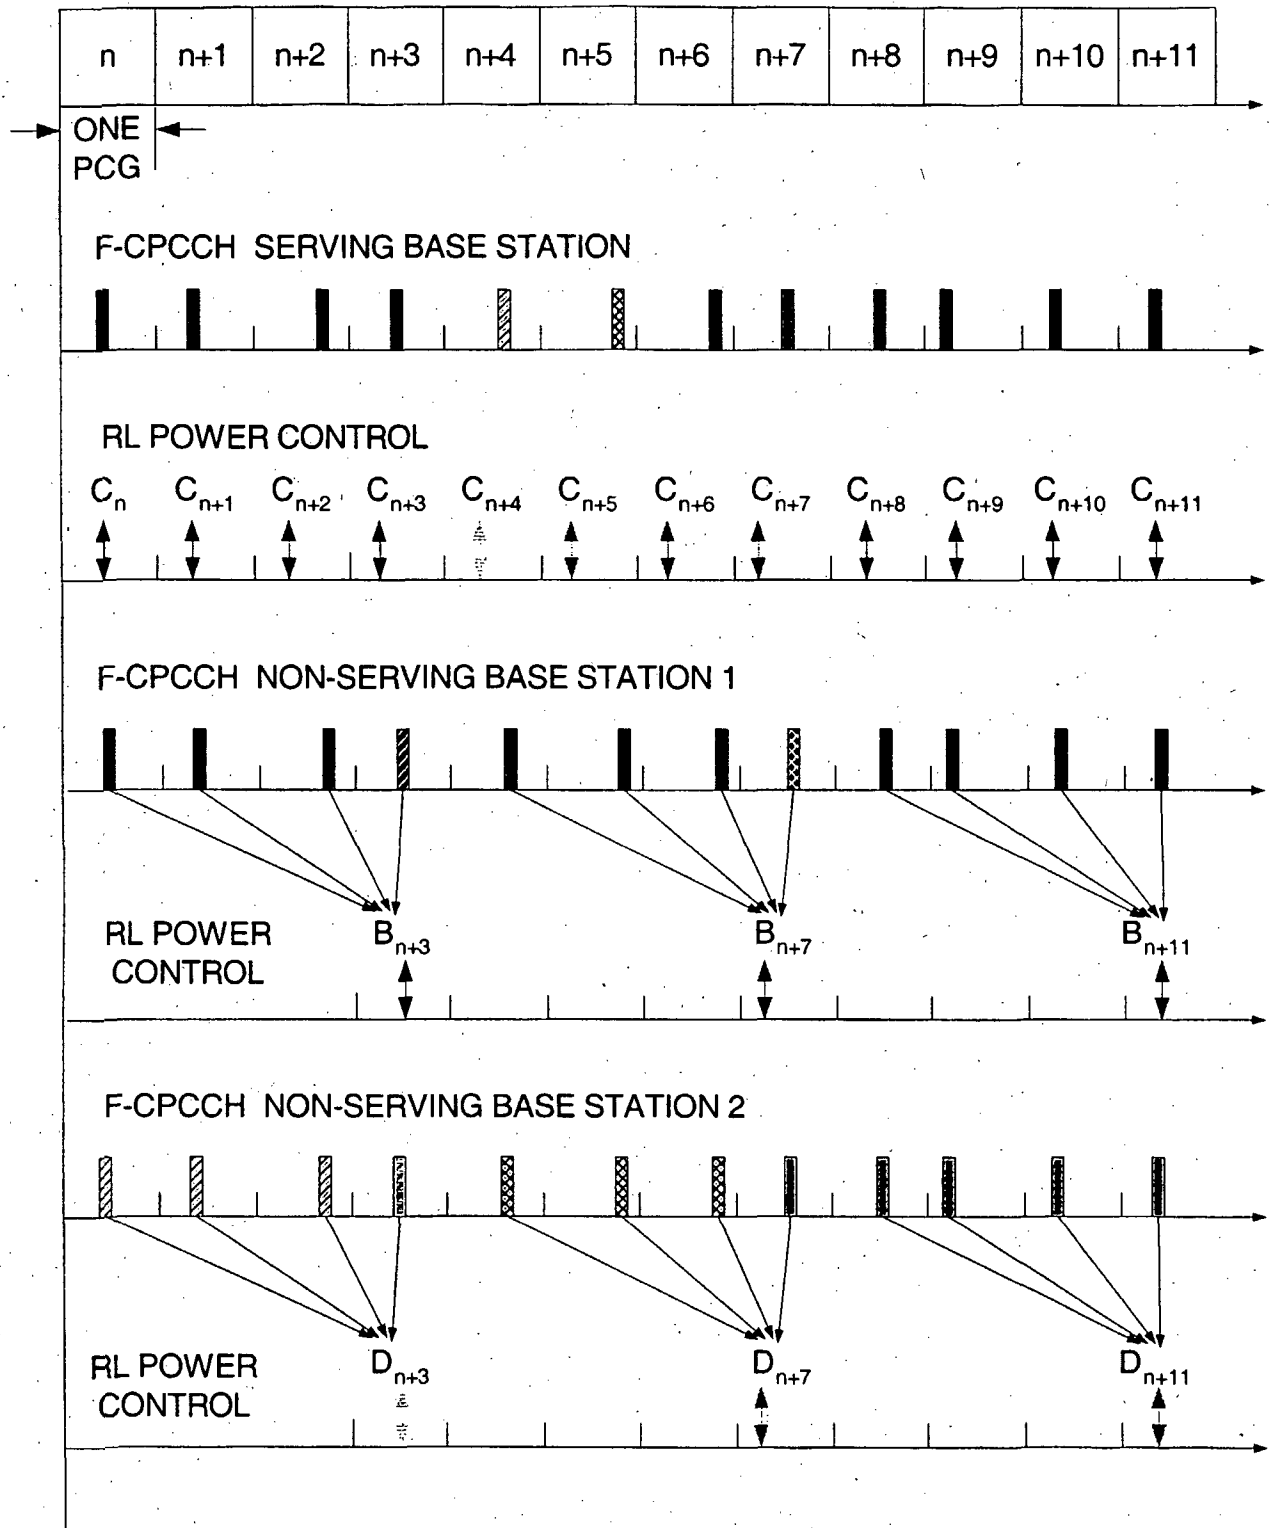 n n+1 n+2 n+3 n+4 n+5 n+6 n+7 n+8 n+9 n+10 n+11
ONE
PCG
F-CPCCH SERVING BASE STATION
RL POWER CONTROL
Cn Cn+1 Cn+2 Cn+3 Cn+4 Cn+5 Cn+6 Cn+7 Cn+8 Cn+9 Cn+10 Cn+11
F-CPCCH NON-SERVING BASE STATION 1
RL POWER
CONTROL
Bn+3 Bn+7 Bn+11
F-CPCCH NON-SERVING BASE STATION 2
RL POWER
CONTROL
Dn+3 Dn+7 Dn+11